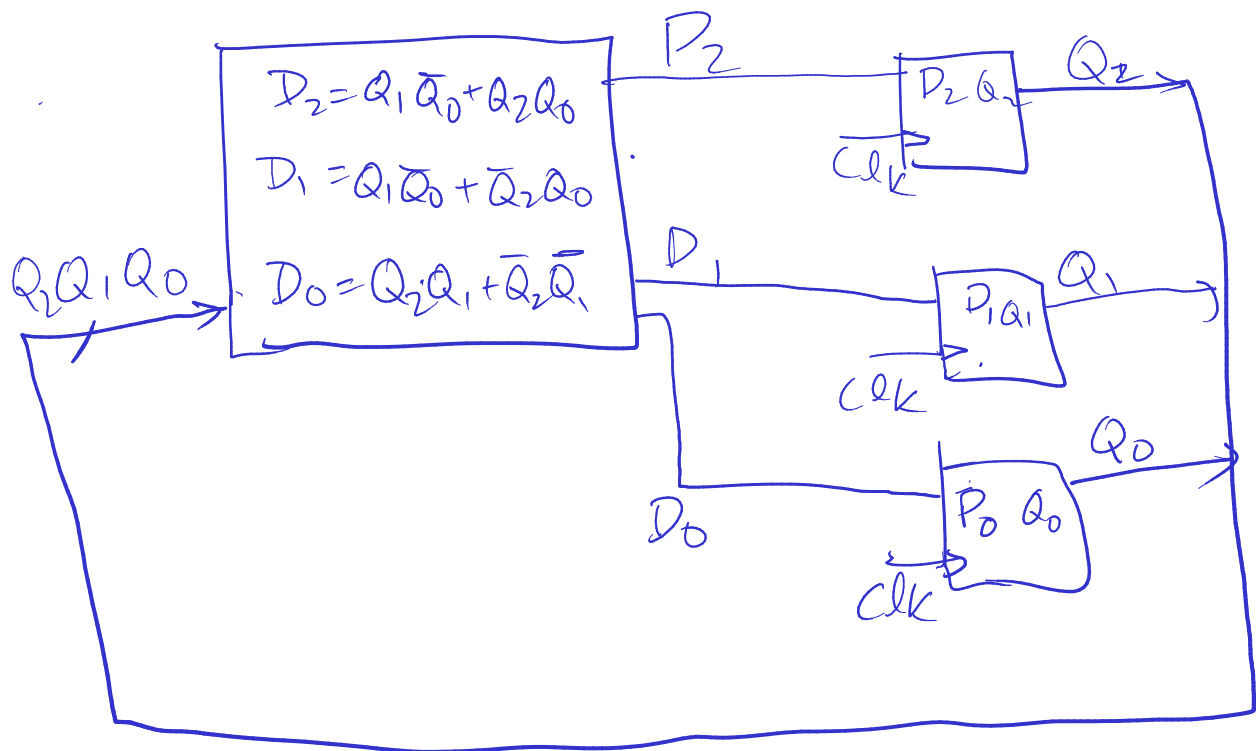 D₂ = Q₁Q̄₀ + Q₂Q₀
D₁ = Q₁Q̄₀ + Q̄₂Q₀
D₀ = Q₂Q₁ + Q̄₂Q̄₁
Q₂Q₁Q₀
D₂
D₂ Q₂
Q₂
Clk
D₁
D₁ Q₁
Q₁
Clk
D₀
D₀ Q₀
Q₀
Clk